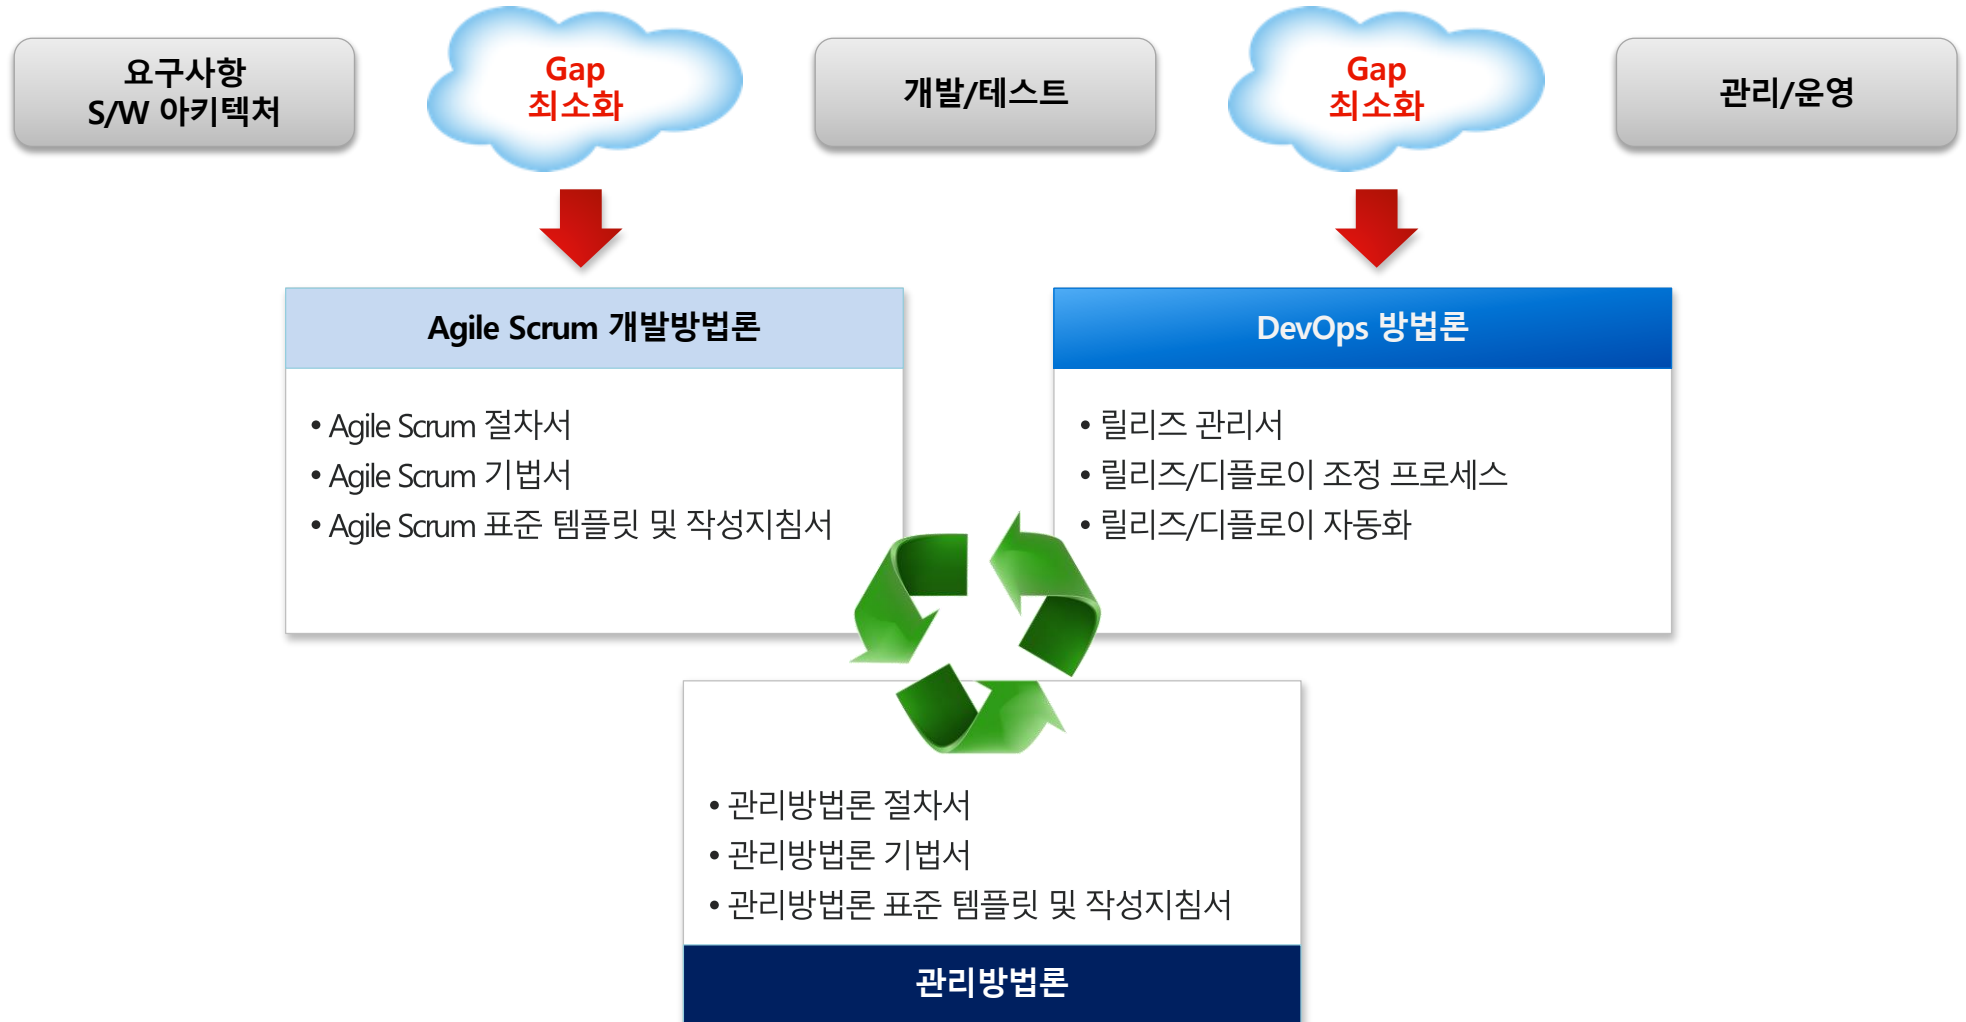 요구사항
S/W 아키텍처
Gap
최소화
개발/테스트
Gap
최소화
관리/운영
Agile Scrum 개발방법론
• Agile Scrum 절차서
• Agile Scrum 기법서
• Agile Scrum 표준 템플릿 및 작성지침서
DevOps 방법론
• 릴리즈 관리서
• 릴리즈/디플로이 조정 프로세스
• 릴리즈/디플로이 자동화
• 관리방법론 절차서
• 관리방법론 기법서
• 관리방법론 표준 템플릿 및 작성지침서
관리방법론